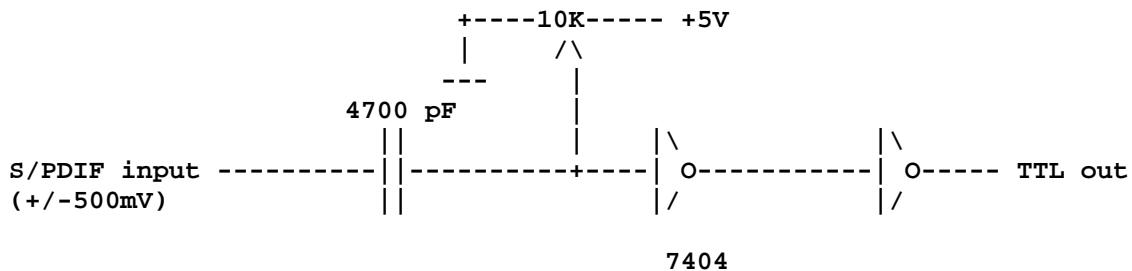 +----10K------ +5V
4700 pF
S/PDIF input -----------||-----------+-----| O------------| O----- TTL out
(+/-500mV)
7404